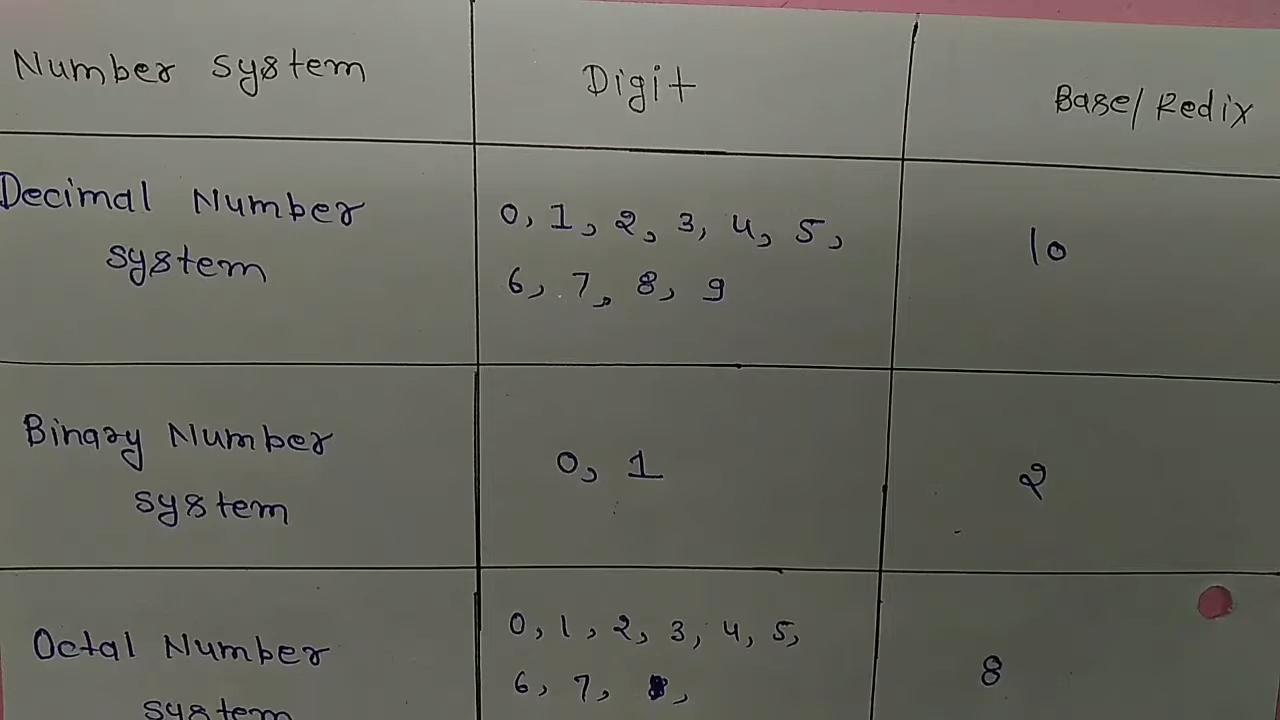 Number system
Digit
Base/Redix
Decimal Number
system
0, 1, 2, 3, 4, 5,
6, 7, 8, 9
10
Binary Number
system
0, 1
2
Octal Number
system
0, 1, 2, 3, 4, 5,
6, 7,
8